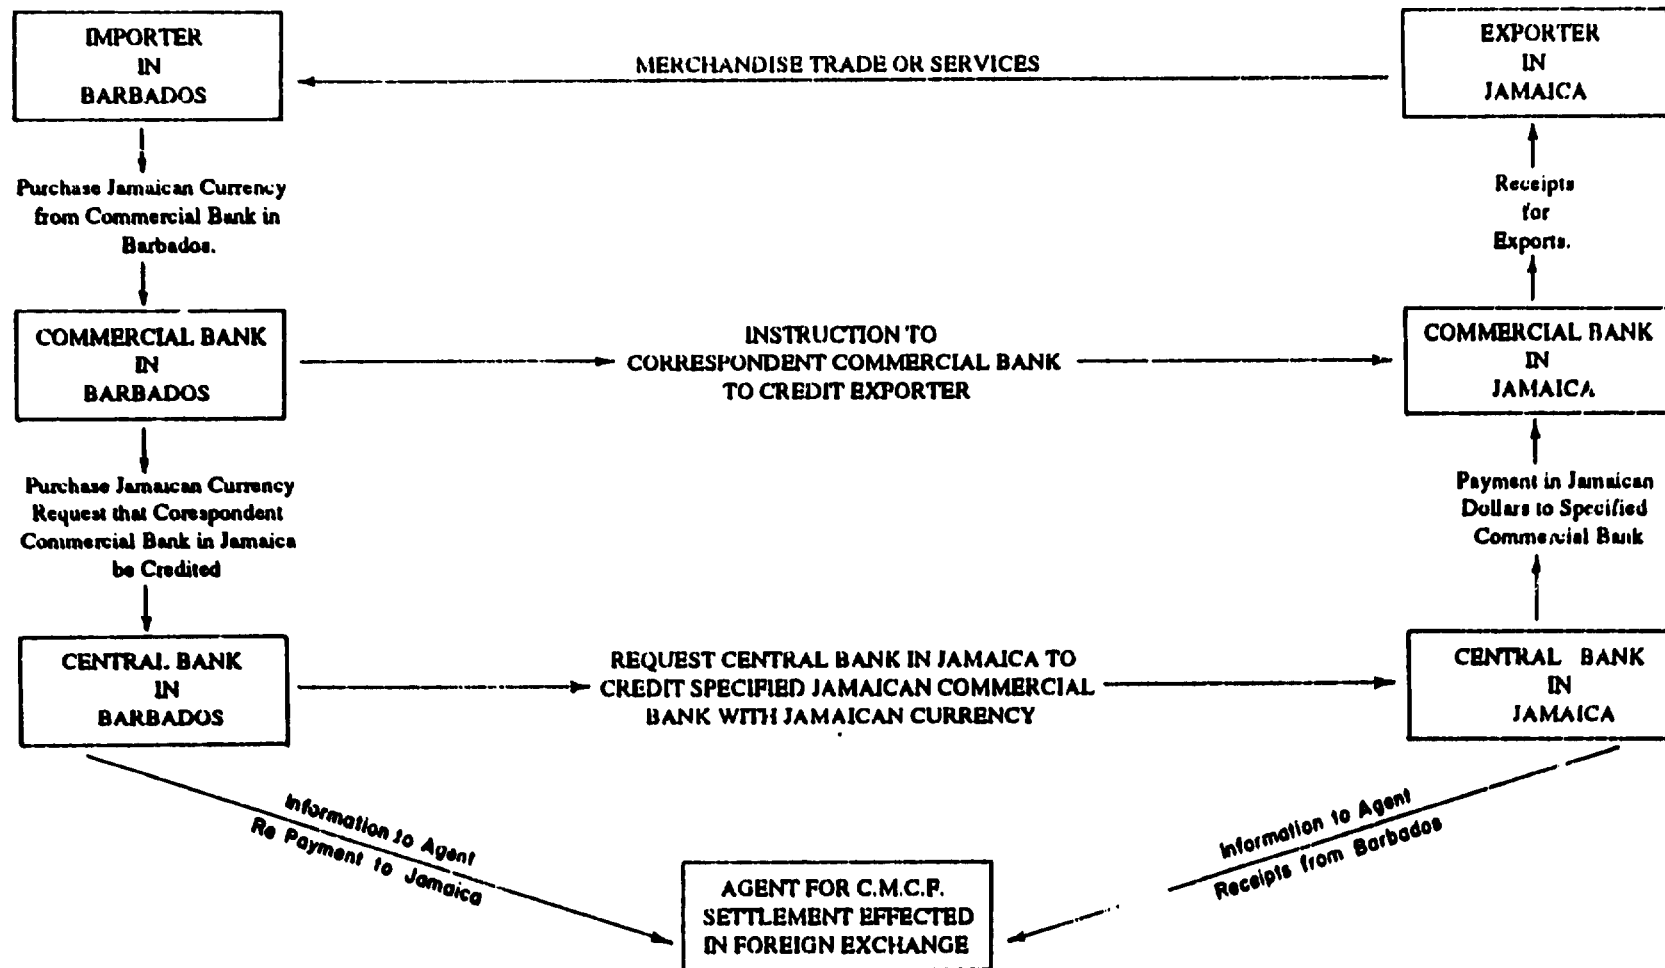 IMPORTER
IN
BARBADOS
MERCHANDISE TRADE OR SERVICES
EXPORTER
IN
JAMAICA
Purchase Jamaican Currency
from Commercial Bank in
Barbados.
Receipts
for
Exports.
COMMERCIAL BANK
IN
BARBADOS
INSTRUCTION TO
CORRESPONDENT COMMERCIAL BANK
TO CREDIT EXPORTER
COMMERCIAL BANK
IN
JAMAICA
Purchase Jamaican Currency
Request that Corespondent
Commercial Bank in Jamaica
be Credited
Payment in Jamaican
Dollars to Specified
Commercial Bank
CENTRAL BANK
IN
BARBADOS
REQUEST CENTRAL BANK IN JAMAICA TO
CREDIT SPECIFIED JAMAICAN COMMERCIAL
BANK WITH JAMAICAN CURRENCY
CENTRAL BANK
IN
JAMAICA
Information to Agent
Re Payment to Jamaica
Information to Agent
Receipts from Barbados
AGENT FOR C.M.C.F.
SETTLEMENT EFFECTED
IN FOREIGN EXCHANGE